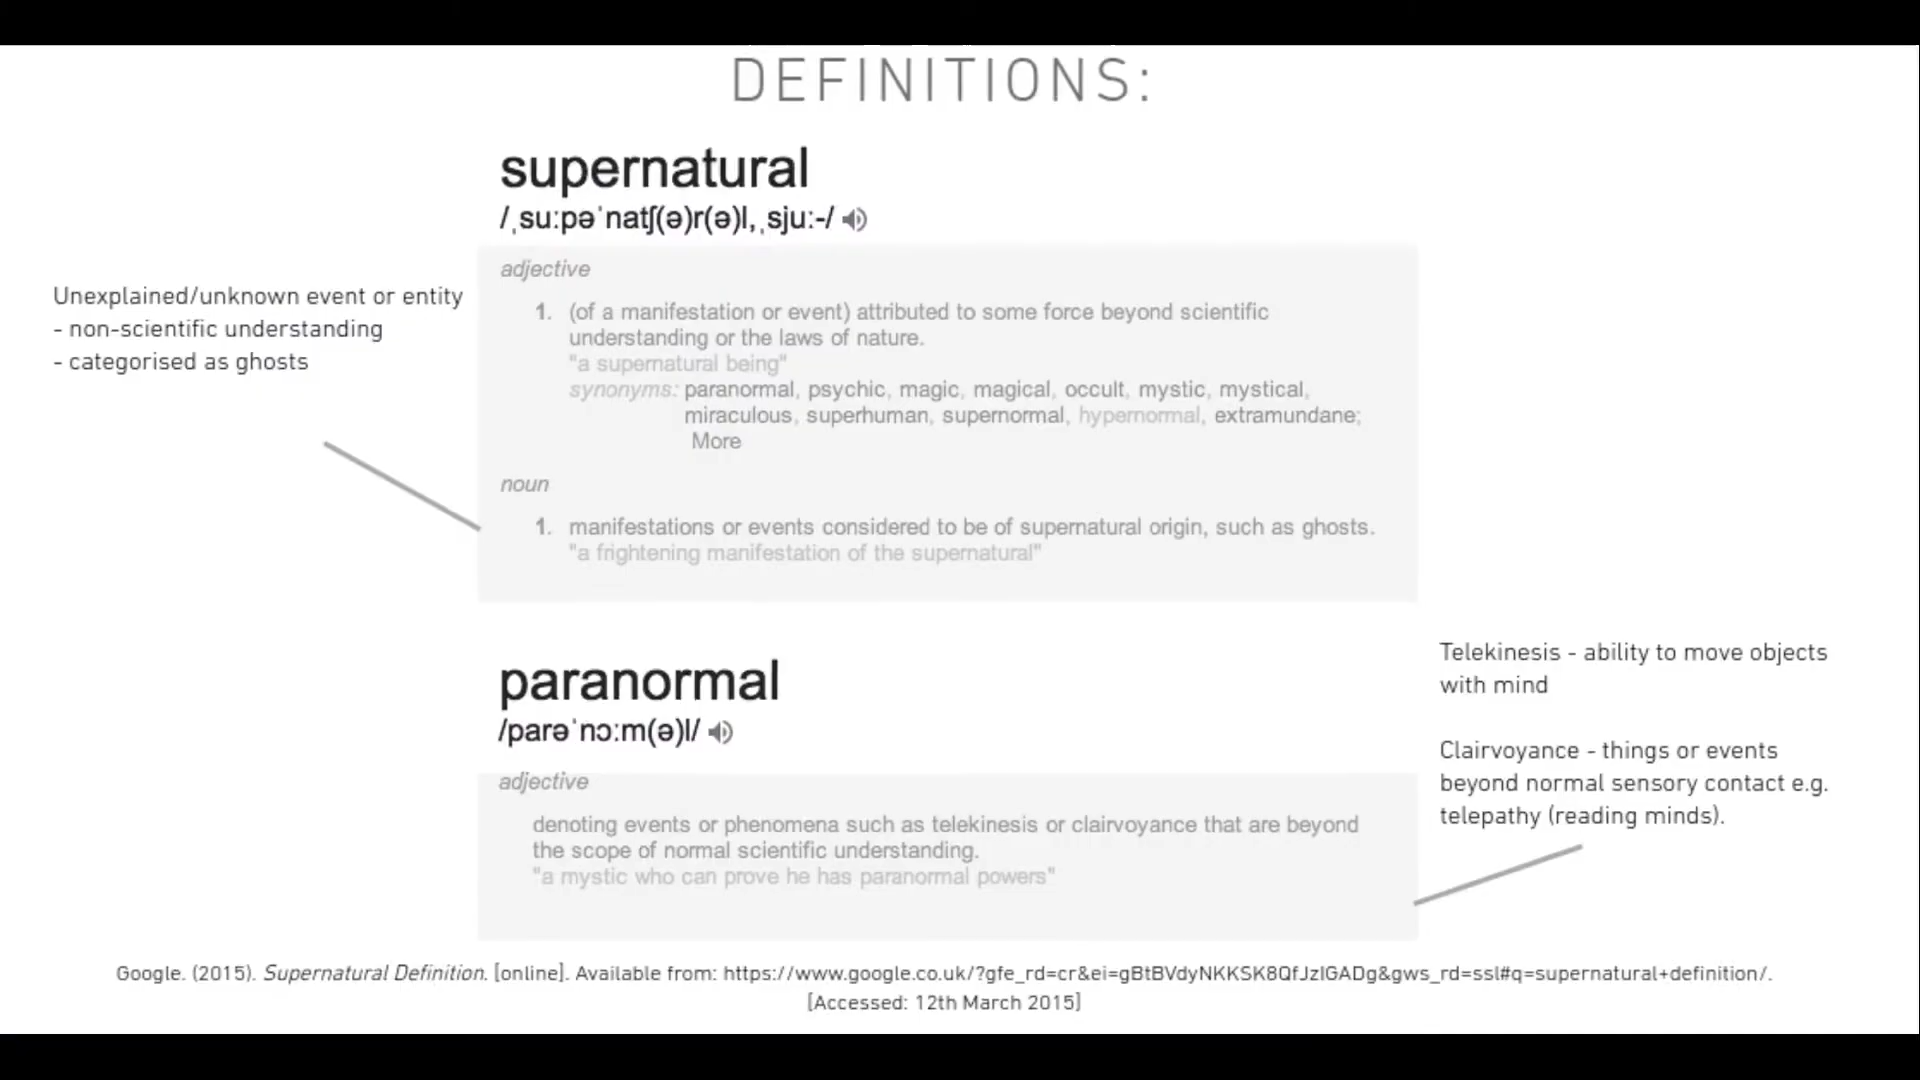 DEFINITIONS:
supernatural
/ˌsuːpəˈnatʃ(ə)r(ə)l,ˌsjuː-/
Unexplained/unknown event or entity
- non-scientific understanding
- categorised as ghosts
adjective
1. (of a manifestation or event) attributed to some force beyond scientific
understanding or the laws of nature.
"a supernatural being"
synonyms: paranormal, psychic, magic, magical, occult, mystic, mystical,
miraculous, superhuman, supernormal, hypernormal, extramundane;
More
noun
1. manifestations or events considered to be of supernatural origin, such as ghosts.
"a frightening manifestation of the supernatural"
paranormal
/parəˈnɔːm(ə)l/
adjective
denoting events or phenomena such as telekinesis or clairvoyance that are beyond
the scope of normal scientific understanding.
"a mystic who can prove he has paranormal powers"
Telekinesis - ability to move objects
with mind
Clairvoyance - things or events
beyond normal sensory contact e.g.
telepathy (reading minds).
Google. (2015). Supernatural Definition. [online]. Available from: https://www.google.co.uk/?gfe_rd=cr&ei=gBtBVdyNKKSK8QfJzIGADg&gws_rd=ssl#q=supernatural+definition/.
[Accessed: 12th March 2015]